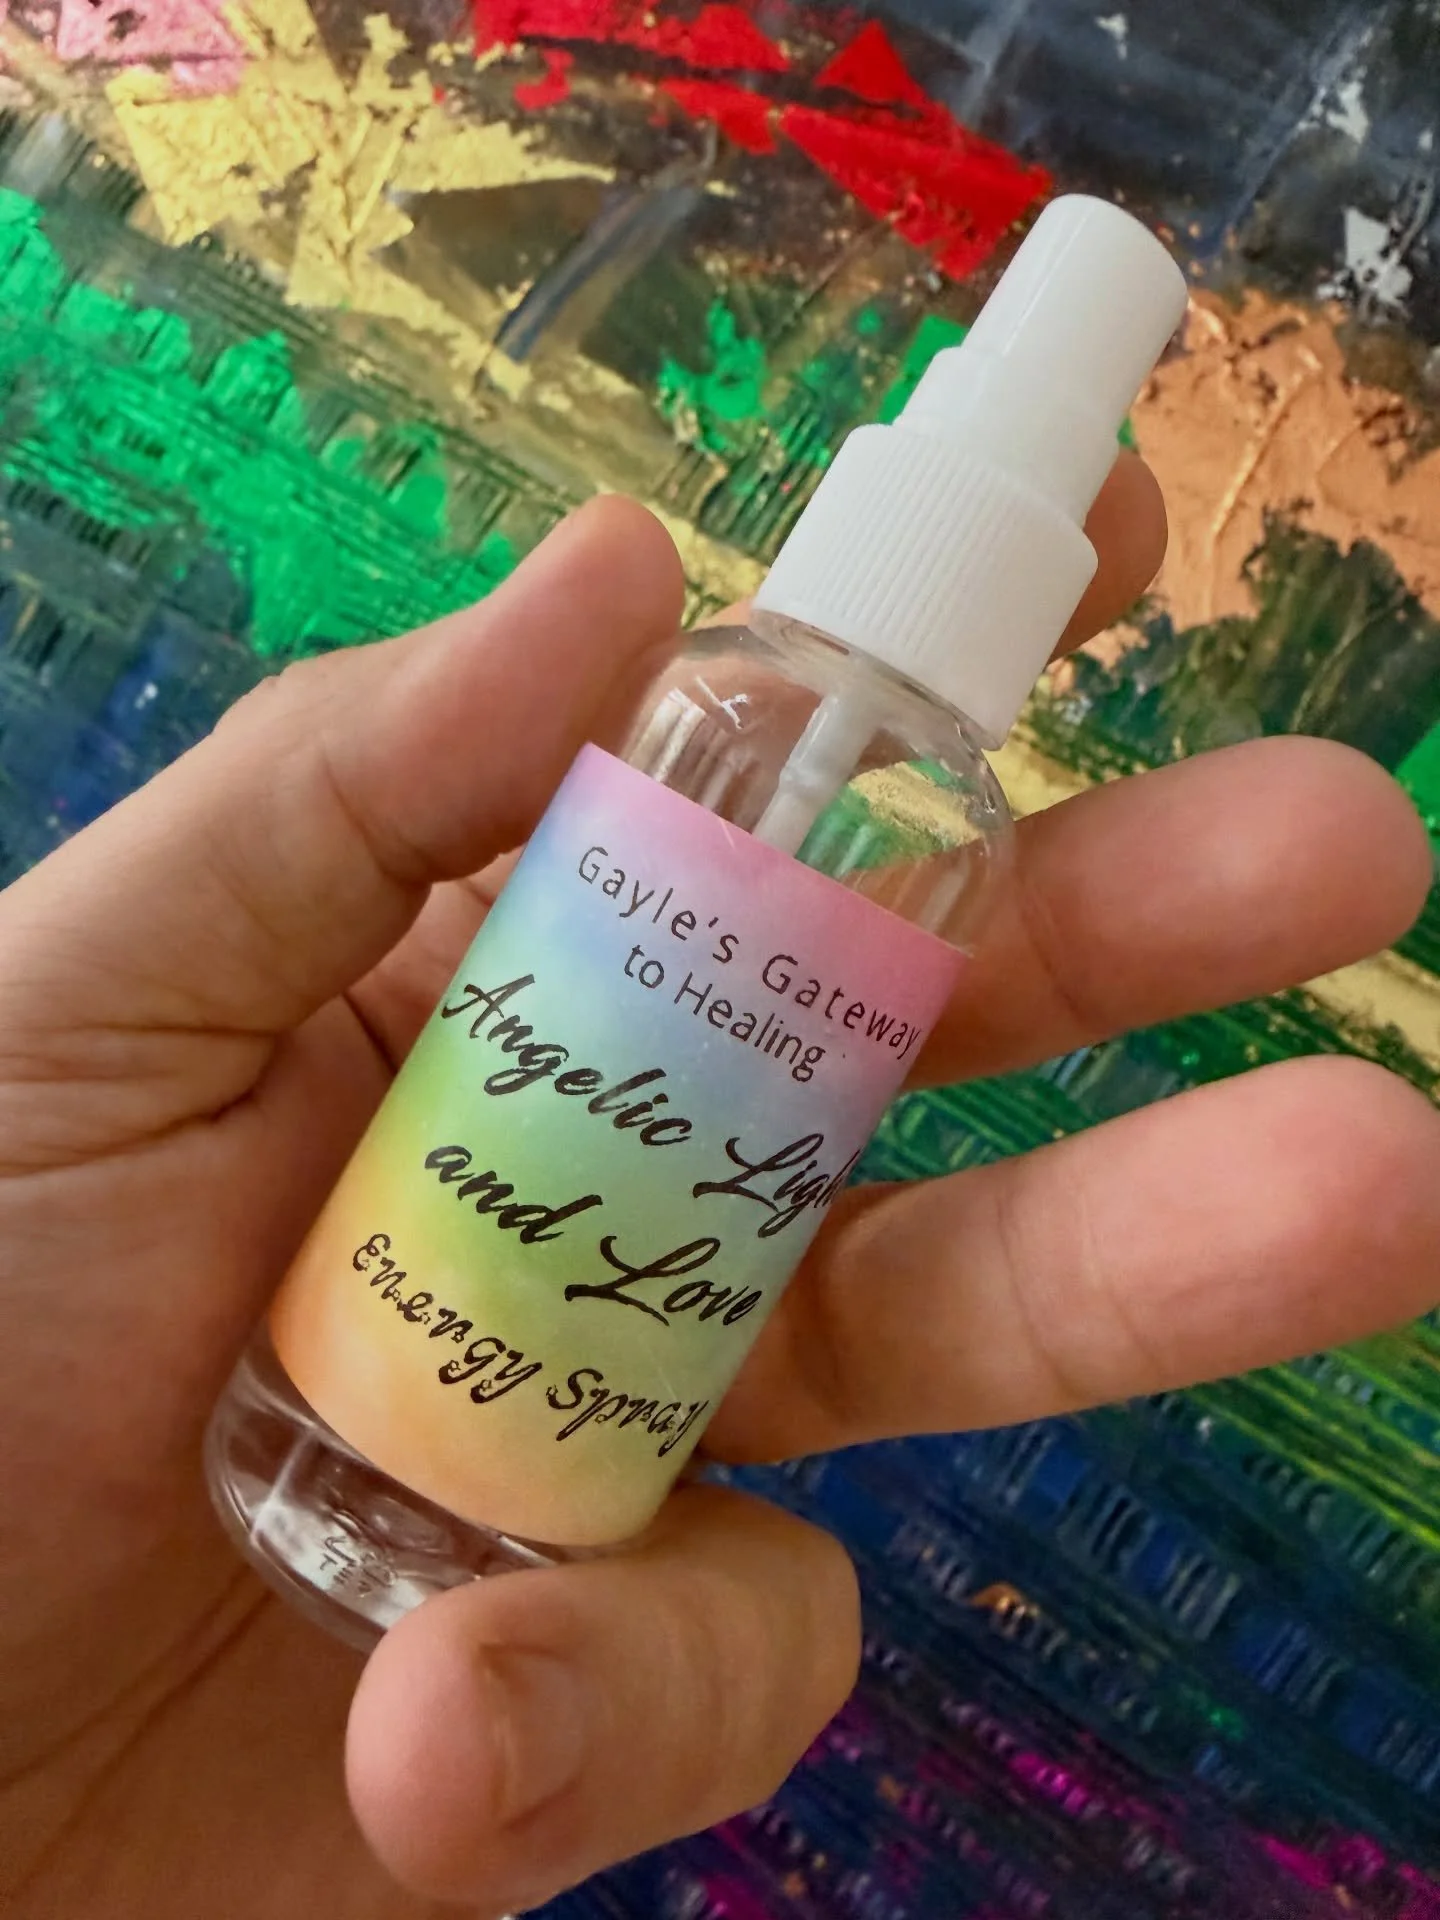 Gayle's Gateway
to Healing
Angelic Ligh
and Love
Energy Spray